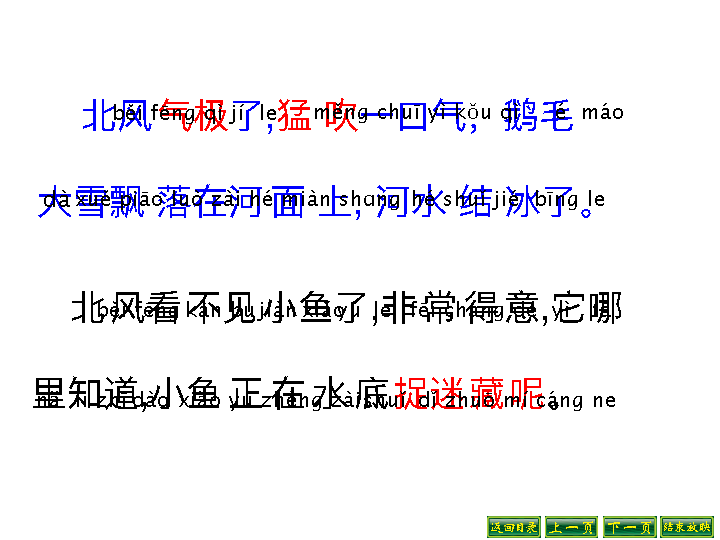 běi fēng qì jí le měng chuī yì kǒu qì é máo
北风气极了,猛吹一口气,鹅毛
dà xuě piāo luò zài hé miàn shang hé shuǐ jié bīng le
大雪飘落在河面上,河水结冰了。
běi fēng kàn bu jiàn xiǎo yú le fēi cháng dé yì
北风看不见小鱼了,非常得意,它哪
里知道,小鱼正在水底捉迷藏呢。
zhī dào xiǎo yú zhèng zài shuǐ dǐ zhuō mí cáng ne
返回目录 上一页 下一页 结束放映